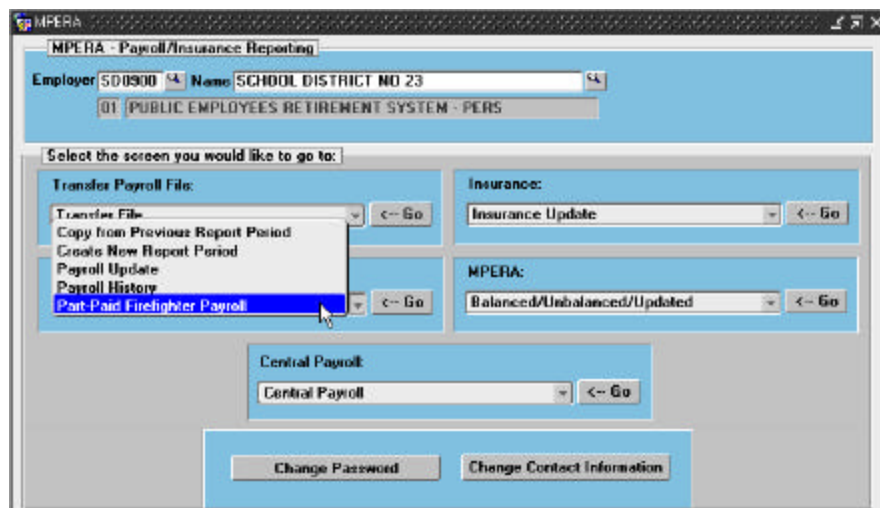 MPERA
MPERA - Payroll/Insurance Reporting
Employer SD0900 Name SCHOOL DISTRICT NO 23
01 PUBLIC EMPLOYEES RETIREMENT SYSTEM - PERS
Select the screen you would like to go to:
Transfer Payroll File:
Transfer File <-- Go
Copy from Previous Report Period
Create New Report Period
Payroll Update
Payroll History
Part-Paid Firefighter Payroll
<-- Go
Insurance:
Insurance Update <-- Go
MPERA:
Balanced/Unbalanced/Updated <-- Go
Central Payroll:
Central Payroll <-- Go
Change Password Change Contact Information